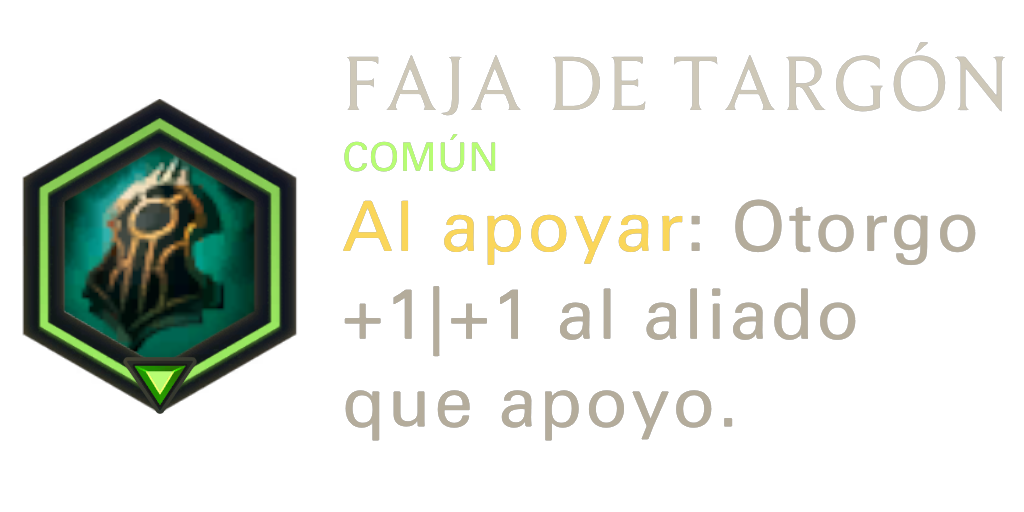 FAJA DE TARGÓN
COMÚN
Al apoyar: Otorgo
+1|+1 al aliado
que apoyo.